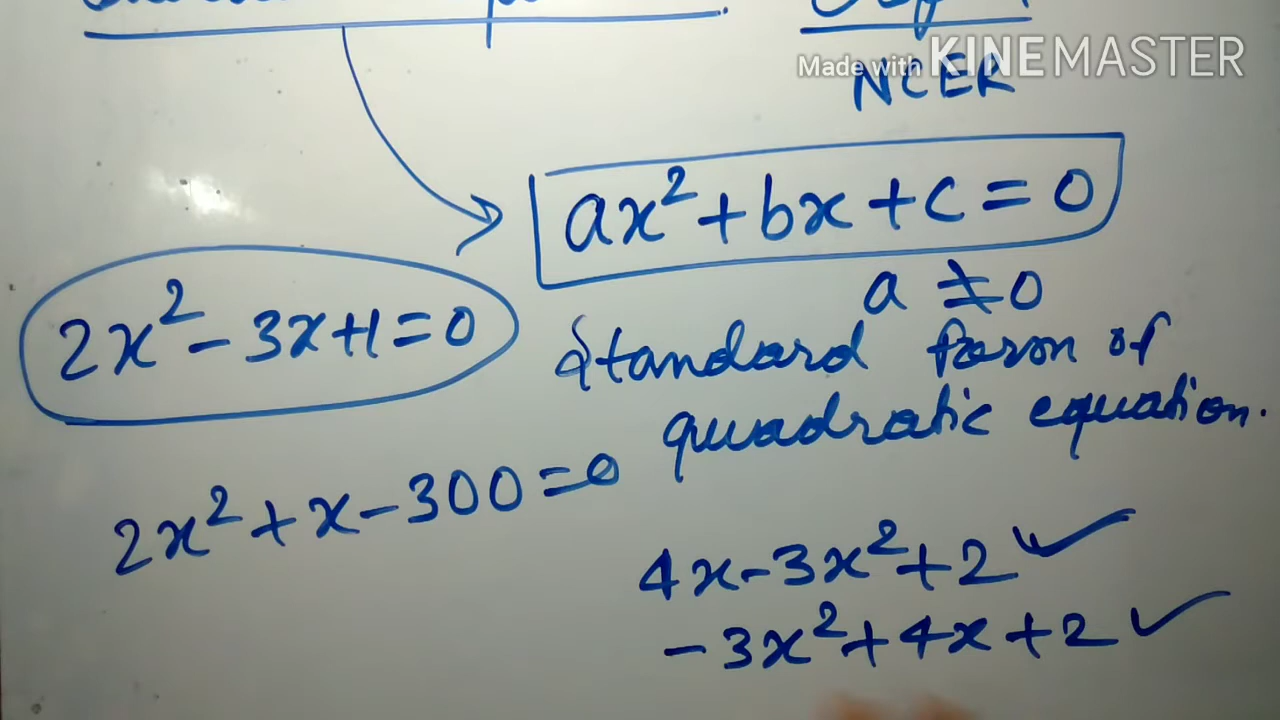 Made with KINEMASTER
NCER
ax² + bx + c = 0
a ≠ 0
2x² - 3x + 1 = 0
Standard form of
quadratic equation.
2x² + x - 300 = 0
4x - 3x² + 2 ✓
- 3x² + 4x + 2 ✓